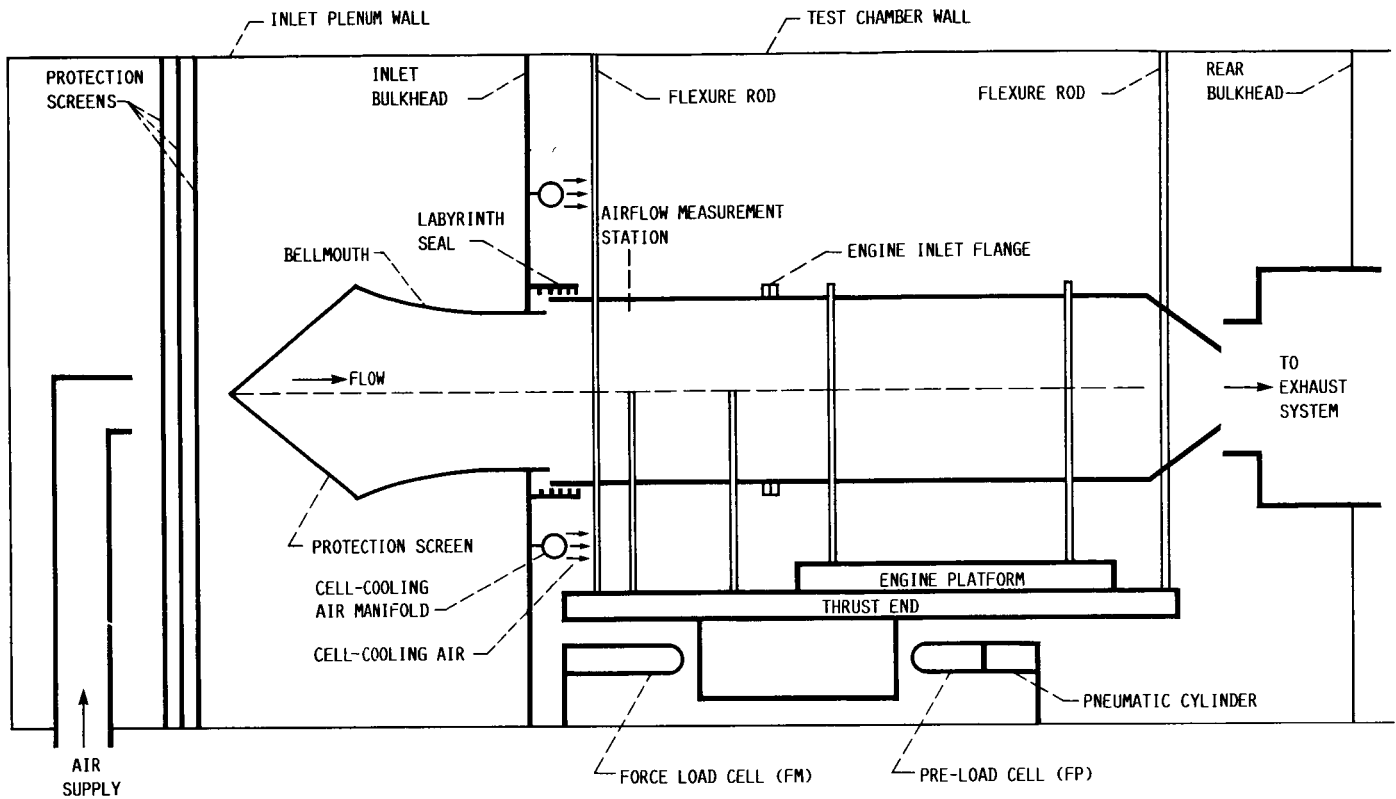 INLET PLENUM WALL
TEST CHAMBER WALL
PROTECTION
SCREENS
INLET
BULKHEAD
FLEXURE ROD
FLEXURE ROD
REAR
BULKHEAD
LABYRINTH
SEAL
AIRFLOW MEASUREMENT
STATION
BELLMOUTH
ENGINE INLET FLANGE
FLOW
TO
EXHAUST
SYSTEM
PROTECTION SCREEN
CELL-COOLING
AIR MANIFOLD
ENGINE PLATFORM
THRUST END
CELL-COOLING AIR
PNEUMATIC CYLINDER
FORCE LOAD CELL (FM)
PRE-LOAD CELL (FP)
AIR
SUPPLY